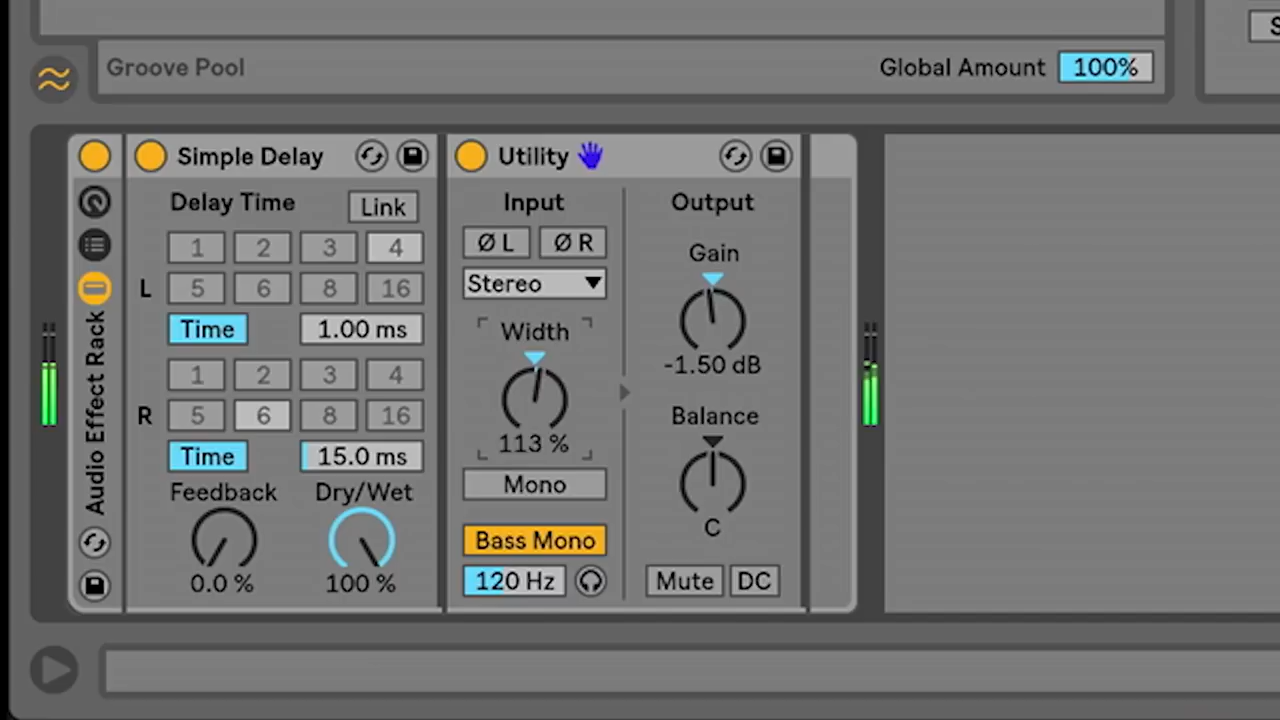 S
Groove Pool
Global Amount 100%
Audio Effect Rack
Simple Delay
Delay Time Link
1 2 3 4
L 5 6 8 16
Time 1.00 ms
1 2 3 4
R 5 6 8 16
Time 15.0 ms
Feedback Dry/Wet
0.0 % 100 %
Utility
Input
Ø L Ø R
Stereo
Width
113 %
Mono
Bass Mono
120 Hz
Output
Gain
-1.50 dB
Balance
C
Mute DC